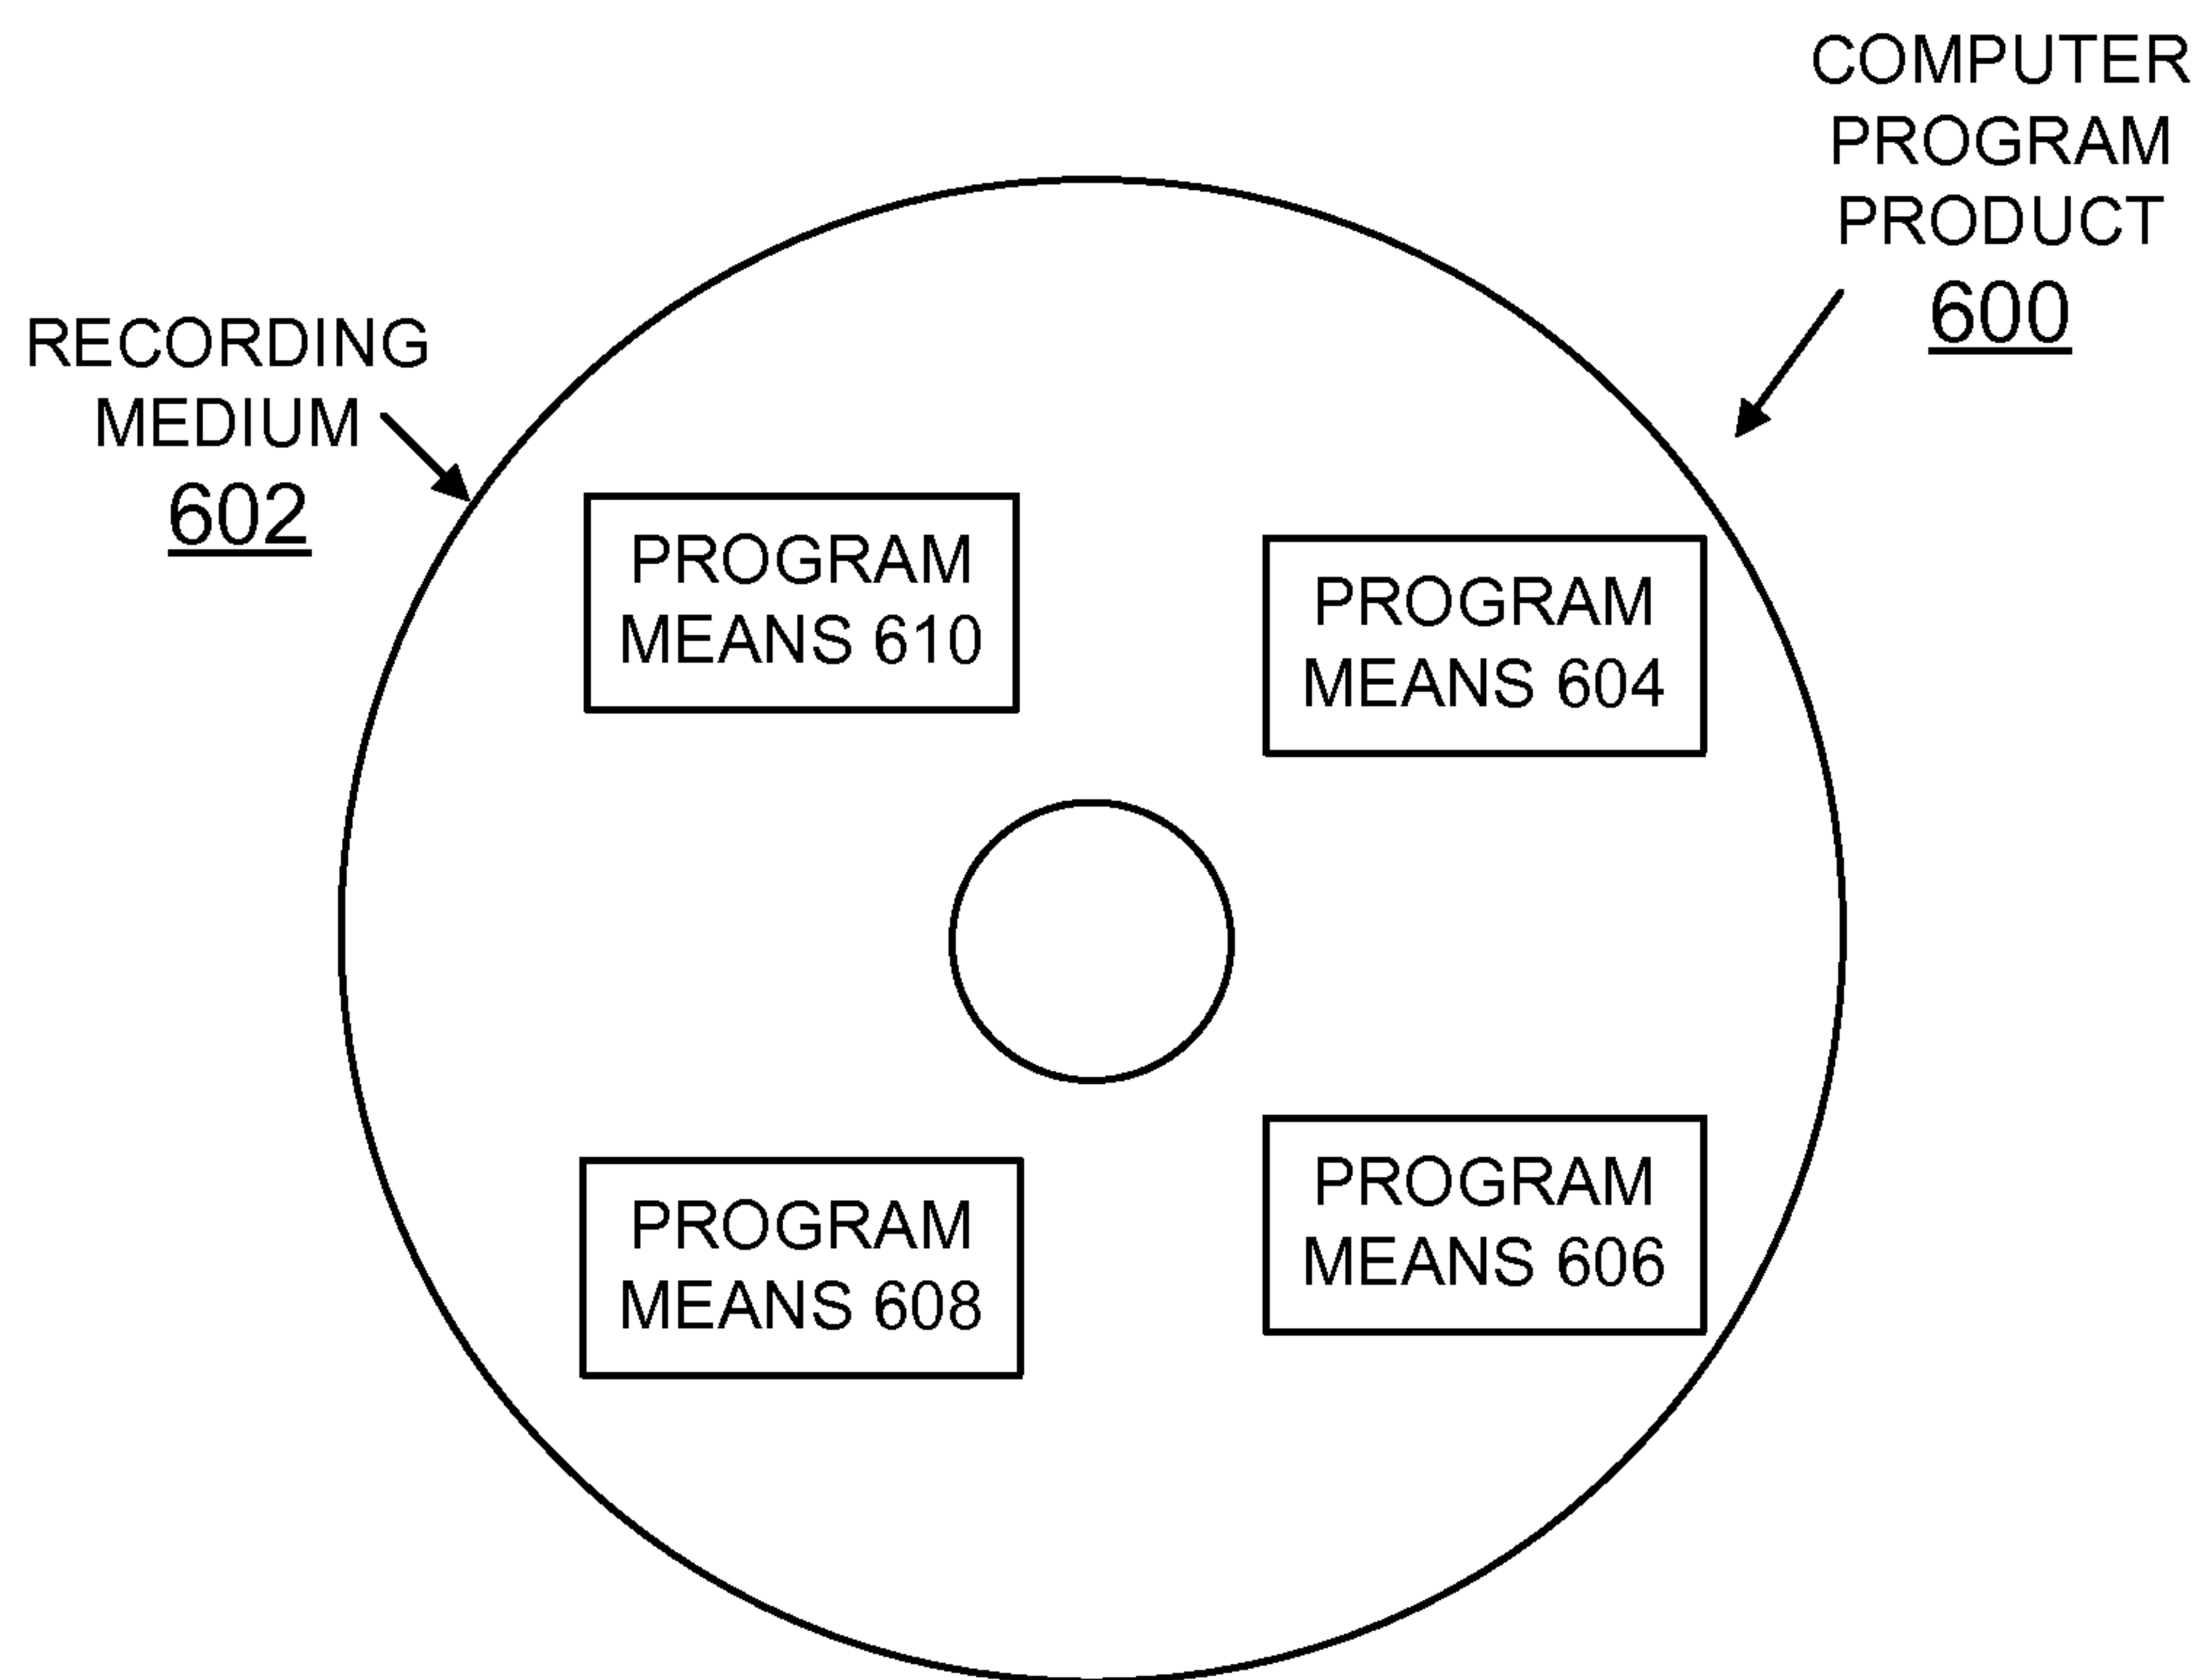 COMPUTER
PROGRAM
PRODUCT
600
RECORDING
MEDIUM
602
PROGRAM
MEANS 610
PROGRAM
MEANS 604
PROGRAM
MEANS 608
PROGRAM
MEANS 606